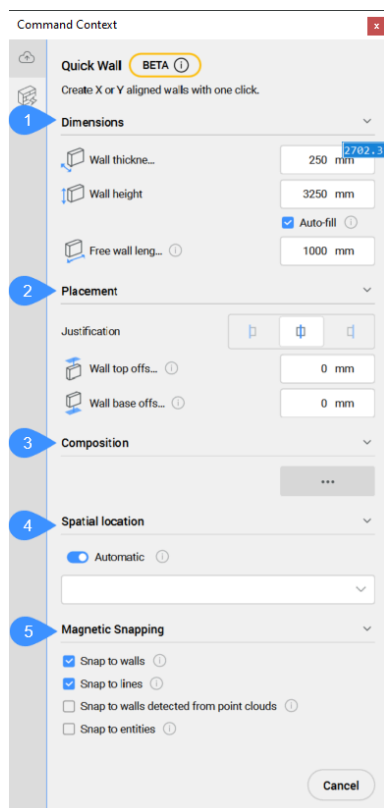 Command Context
x
Quick Wall BETA i
Create X or Y aligned walls with one click.
1 Dimensions
2702.3
Wall thickne... 250 mm
Wall height 3250 mm
Auto-fill i
Free wall leng... i 1000 mm
2 Placement
Justification
Wall top offs... i 0 mm
Wall base offs... i 0 mm
3 Composition
...
4 Spatial location
Automatic i
5 Magnetic Snapping
Snap to walls i
Snap to lines i
Snap to walls detected from point clouds i
Snap to entities i
Cancel